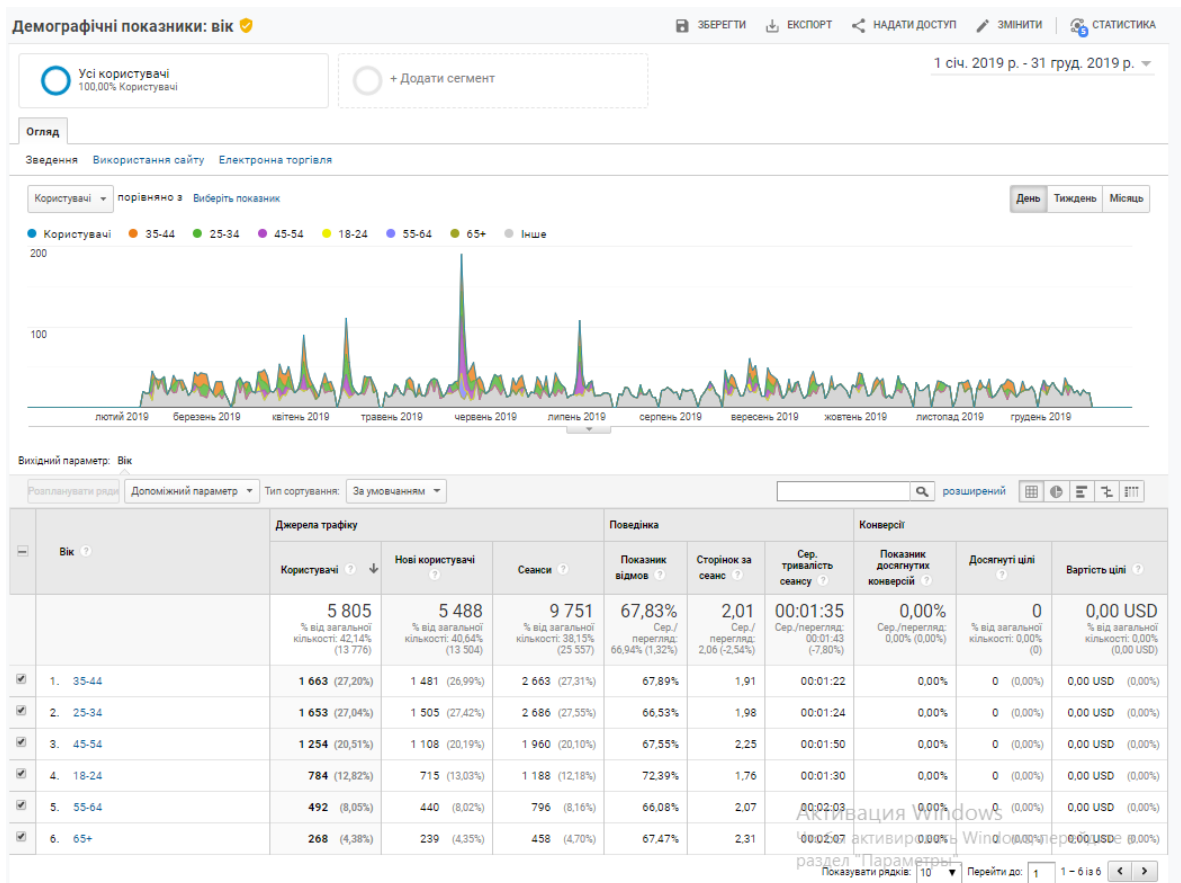 Демографічні показники: вік
ЗБЕРЕГТИ ЕКСПОРТ НАДАТИ ДОСТУП ЗМІНИТИ 5 СТАТИСТИКА
Усі користувачі
100,00% Користувачі
+ Додати сегмент
1 січ. 2019 р. - 31 груд. 2019 р.
Огляд
Зведення Використання сайту Електронна торгівля
Користувачі порівняно з Виберіть показник
День Тиждень Місяць
Користувачі 35-44 25-34 45-54 18-24 55-64 65+ Інше
200
100
лютий 2019 березень 2019 квітень 2019 травень 2019 червень 2019 липень 2019 серпень 2019 вересень 2019 жовтень 2019 листопад 2019 грудень 2019
Вихідний параметр: Вік
Розпланувати ряди Допоміжний параметр Тип сортування: За умовчанням розширений
Вік ?
Джерела трафіку Поведінка Конверсії
Користувачі ? Нові користувачі ? Сеанси ? Показник відмов ? Сторінок за сеанс ? Сер. тривалість сеансу ? Показник досягнутих конверсій ? Досягнуті цілі ? Вартість цілі ?
5 805 5 488 9 751 67,83% 2,01 00:01:35 0,00% 0 0,00 USD
% від загальної кількості: 42,14% (13 776) % від загальної кількості: 40,64% (13 504) % від загальної кількості: 38,15% (25 557) Сер./перегляд: 66,94% (1,32%) Сер./перегляд: 2,06 (-2,54%) Сер./перегляд: 00:01:43 (-7,80%) Сер./перегляд: 0,00% (0,00%) % від загальної кількості: 0,00% (0) % від загальної кількості: 0,00% (0,00 USD)
1. 35-44 1 663 (27,20%) 1 481 (26,99%) 2 663 (27,31%) 67,89% 1,91 00:01:22 0,00% 0 (0,00%) 0,00 USD (0,00%)
2. 25-34 1 653 (27,04%) 1 505 (27,42%) 2 686 (27,55%) 66,53% 1,98 00:01:24 0,00% 0 (0,00%) 0,00 USD (0,00%)
3. 45-54 1 254 (20,51%) 1 108 (20,19%) 1 960 (20,10%) 67,55% 2,25 00:01:50 0,00% 0 (0,00%) 0,00 USD (0,00%)
4. 18-24 784 (12,82%) 715 (13,03%) 1 188 (12,18%) 72,39% 1,76 00:01:30 0,00% 0 (0,00%) 0,00 USD (0,00%)
5. 55-64 492 (8,05%) 440 (8,02%) 796 (8,16%) 66,08% 2,07 00:02:03 0,00% 0 (0,00%) 0,00 USD (0,00%)
Активация Windows
6. 65+ 268 (4,38%) 239 (4,35%) 458 (4,70%) 67,47% 2,31 00:02:07 0,00% 0 (0,00%) 0,00 USD (0,00%)
Чтобы активировать Windows, перейдите в
раздел "Параметры"
Показувати рядків: 10 Перейти до: 1 1 – 6 із 6